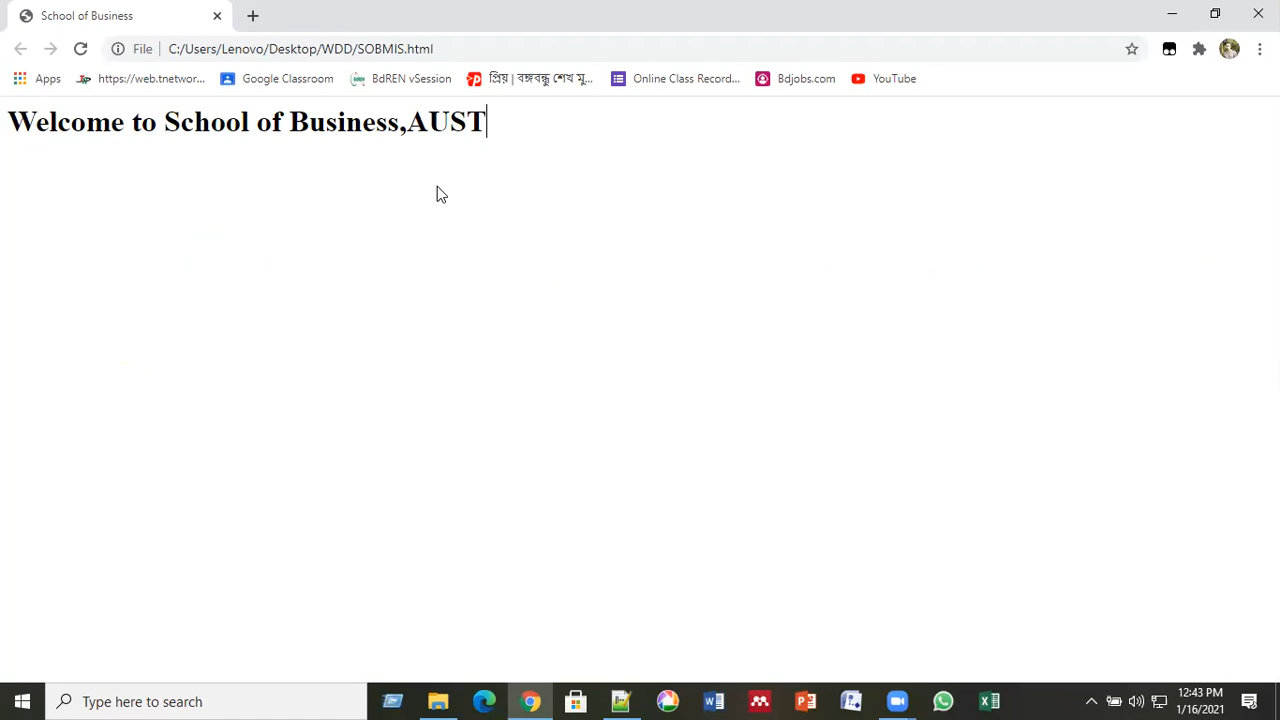 School of Business
File
C:/Users/Lenovo/Desktop/WDD/SOBMIS.html
Apps
https://web.tnetwor...
Google Classroom
BdREN vSession
প্রিয় | বঙ্গবন্ধু শেখ মু...
Online Class Record...
Bdjobs.com
YouTube
Welcome to School of Business,AUST
Type here to search
12:43 PM
1/16/2021